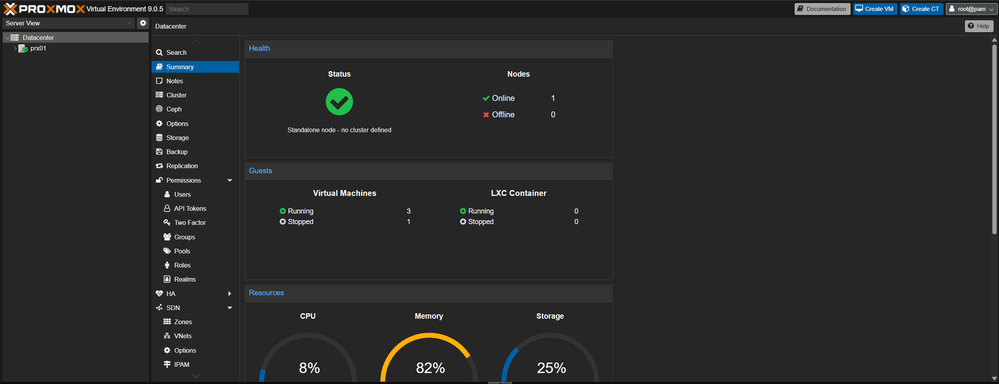 PROXMOX Virtual Environment 9.0.5 Search Documentation Create VM Create CT root@pam
Server View
Datacenter
prx01
Datacenter Help
Search
Summary
Notes
Cluster
Ceph
Options
Storage
Backup
Replication
Permissions
Users
API Tokens
Two Factor
Groups
Pools
Roles
Realms
HA
SDN
Zones
VNets
Options
IPAM
Health
Status Nodes
Online 1
Offline 0
Standalone node - no cluster defined
Guests
Virtual Machines LXC Container
Running 3 Running 0
Stopped 1 Stopped 0
Resources
CPU Memory Storage
8% 82% 25%